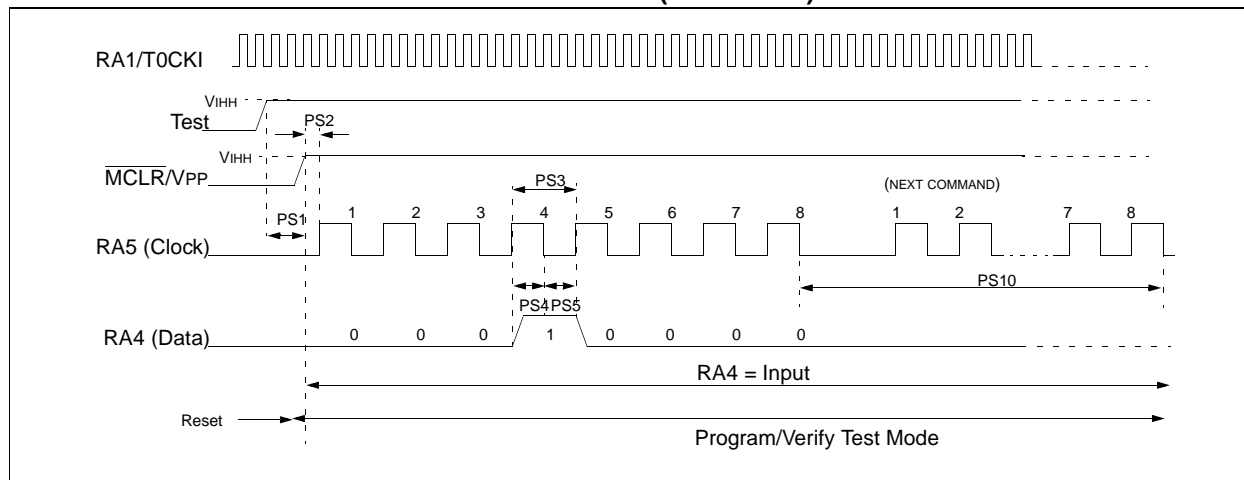 RA1/T0CKI
VIHH
Test
PS2
VIHH
MCLR/VPP
PS3
(NEXT COMMAND)
PS1
1 2 3 4 5 6 7 8 1 2 7 8
RA5 (Clock)
PS10
PS4 PS5
RA4 (Data)
0 0 0 1 0 0 0 0
RA4 = Input
Reset
Program/Verify Test Mode